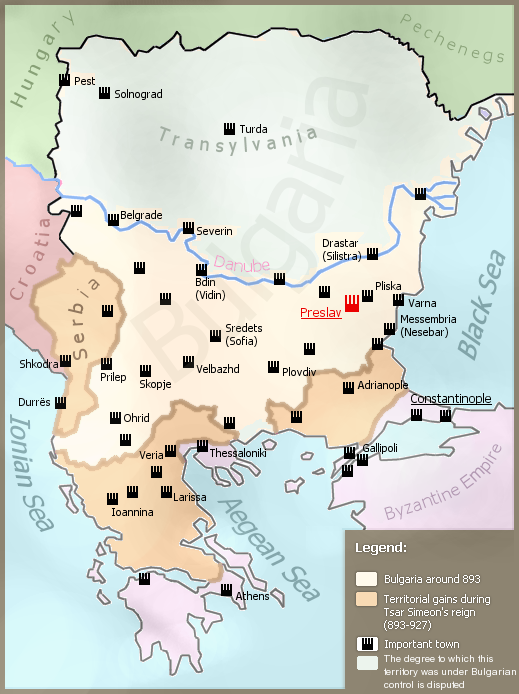 Hungary
Pechenegs
Pest
Solnograd
Turda
Transylvania
Bulgaria
Croatia
Belgrade
Severin
Danube
Drastar
(Silistra)
Bdin
(Vidin)
Serbia
Pliska
Preslav
Varna
Messembria
(Nesebar)
Black Sea
Sredets
(Sofia)
Shkodra
Prilep
Skopje
Velbazhd
Plovdiv
Adrianople
Constantinople
Durrës
Ohrid
Veria
Thessaloniki
Gallipoli
Ionian Sea
Larissa
Ioannina
Aegean Sea
Byzantine Empire
Athens
Legend:
Bulgaria around 893
Territorial gains during
Tsar Simeon's reign
(893-927)
Important town
The degree to which this
territory was under Bulgarian
control is disputed